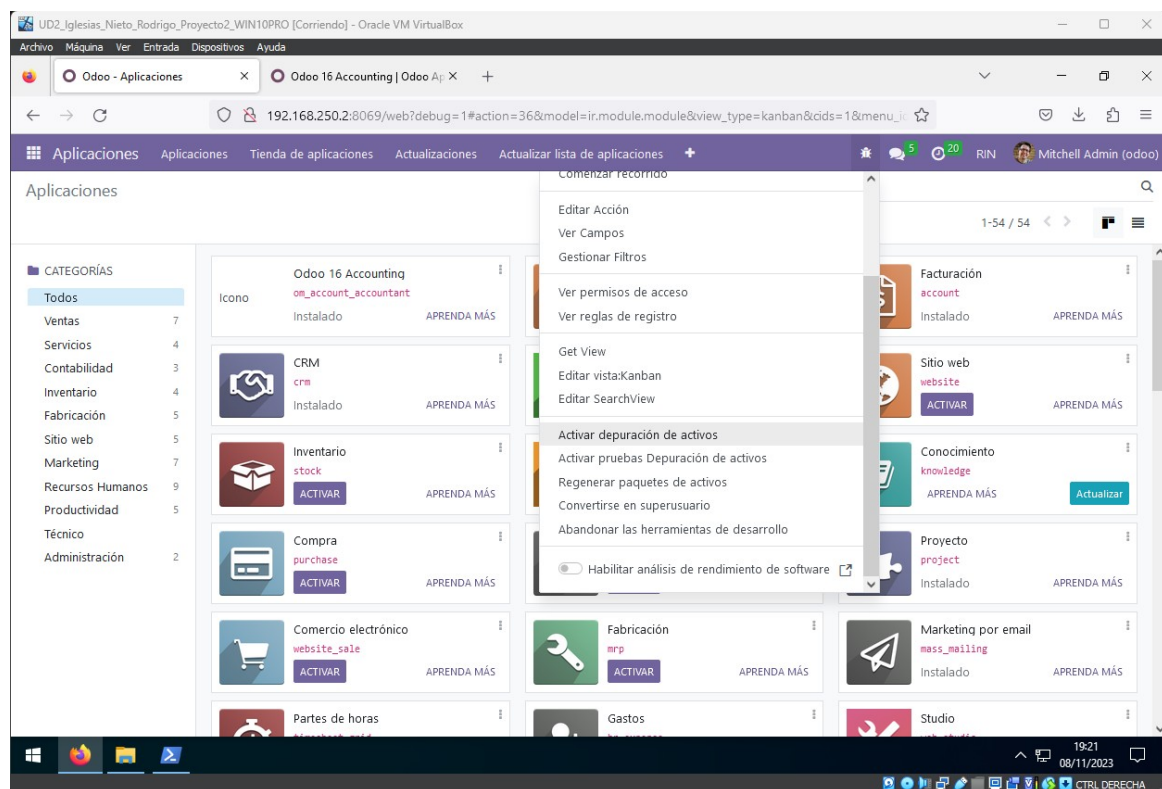 UD2_Iglesias_Nieto_Rodrigo_Proyecto2_WIN10PRO [Corriendo] - Oracle VM VirtualBox
Archivo Máquina Ver Entrada Dispositivos Ayuda
Odoo - Aplicaciones
Odoo 16 Accounting | Odoo Ap
192.168.250.2:8069/web?debug=1#action=36&model=ir.module.module&view_type=kanban&cids=1&menu_i
Aplicaciones Aplicaciones Tienda de aplicaciones Actualizaciones Actualizar lista de aplicaciones 5 20 RIN Mitchell Admin (odoo)
Aplicaciones
1-54 / 54
Comenzar recorrido
Editar Acción
Ver Campos
Gestionar Filtros
Ver permisos de acceso
Ver reglas de registro
Get View
Editar vista:Kanban
Editar SearchView
Activar depuración de activos
Activar pruebas Depuración de activos
Regenerar paquetes de activos
Convertirse en superusuario
Abandonar las herramientas de desarrollo
Habilitar análisis de rendimiento de software
CATEGORÍAS
Todos
Ventas 7
Servicios 4
Contabilidad 3
Inventario 4
Fabricación 5
Sitio web 5
Marketing 7
Recursos Humanos 9
Productividad 5
Técnico
Administración 2
Icono
Odoo 16 Accounting
om_account_accountant
Instalado APRENDA MÁS
Facturación
account
Instalado APRENDA MÁS
CRM
crm
Instalado APRENDA MÁS
Sitio web
website
ACTIVAR APRENDA MÁS
Inventario
stock
ACTIVAR APRENDA MÁS
Conocimiento
knowledge
APRENDA MÁS Actualizar
Compra
purchase
ACTIVAR APRENDA MÁS
Proyecto
project
Instalado APRENDA MÁS
Comercio electrónico
website_sale
ACTIVAR APRENDA MÁS
Fabricación
mrp
ACTIVAR APRENDA MÁS
Marketing por email
mass_mailing
Instalado APRENDA MÁS
Partes de horas
Gastos
Studio
19:21
08/11/2023
CTRL DERECHA